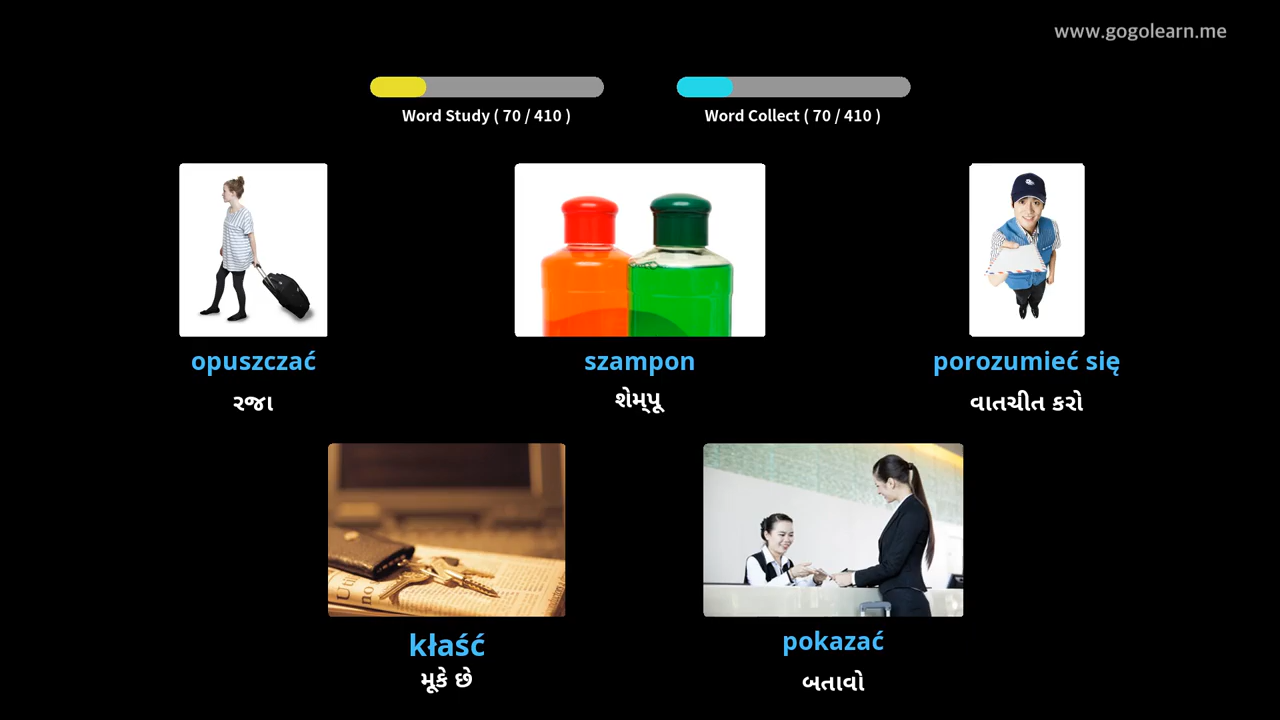 www.gogolearn.me
Word Study ( 70 / 410 )
Word Collect ( 70 / 410 )
opuszczać
szampon
porozumieć się
રજા
શેમ્પૂ
વાતચીત કરો
kłaść
pokazać
મૂકે છે
બતાવો